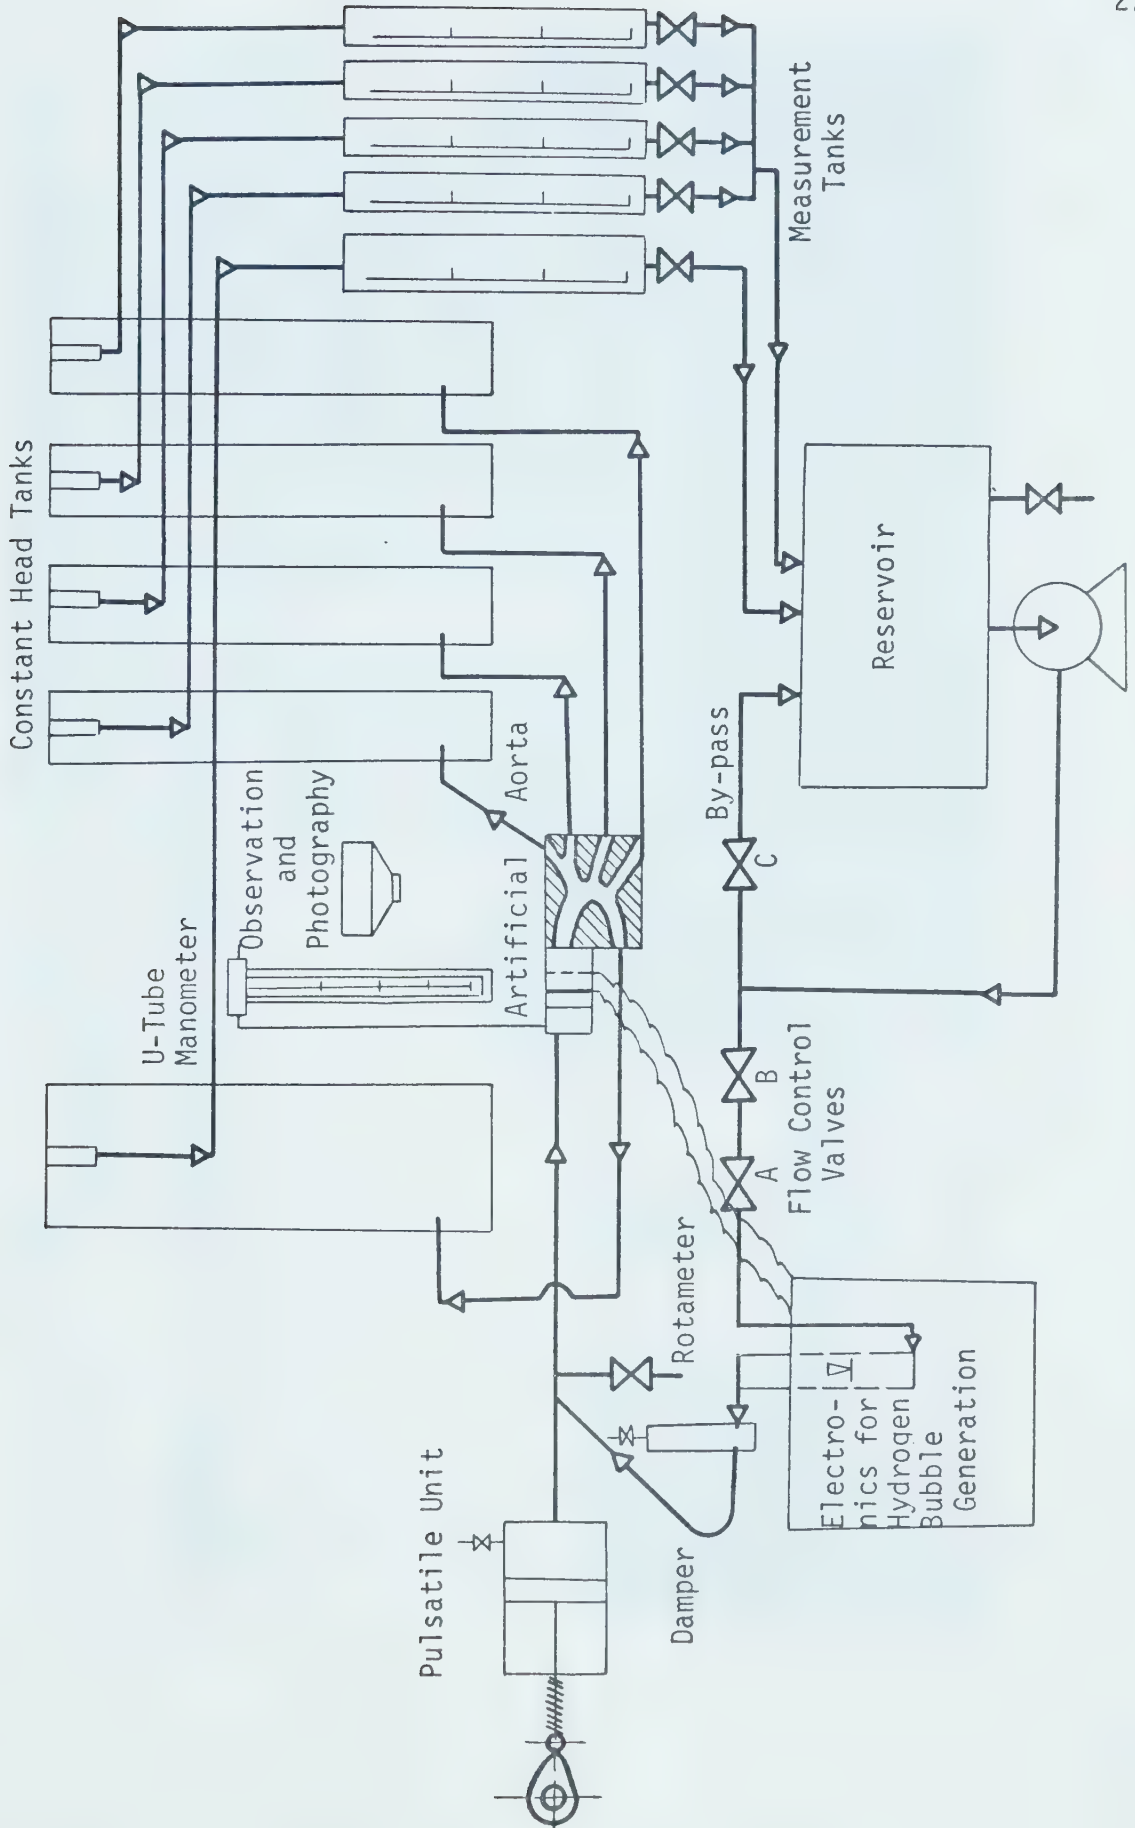 Constant Head Tanks
Measurement
Tanks
U-Tube
Manometer
Observation
and
Photography
Artificial
Aorta
By-pass
Reservoir
Pulsatile Unit
Rotameter
Damper
A
B
C
Flow Control
Valves
Electro-
nics for
Hydrogen
Bubble
Generation
V